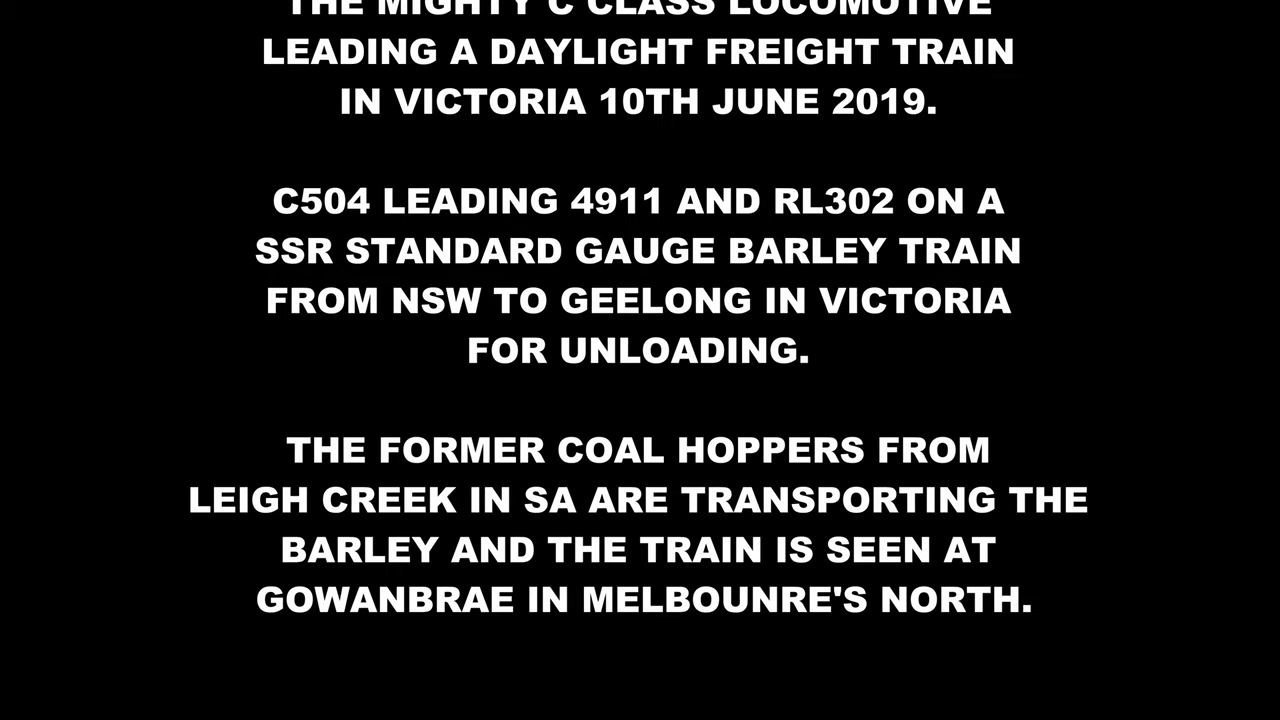 THE MIGHTY C CLASS LOCOMOTIVE
LEADING A DAYLIGHT FREIGHT TRAIN
IN VICTORIA 10TH JUNE 2019.
C504 LEADING 4911 AND RL302 ON A
SSR STANDARD GAUGE BARLEY TRAIN
FROM NSW TO GEELONG IN VICTORIA
FOR UNLOADING.
THE FORMER COAL HOPPERS FROM
LEIGH CREEK IN SA ARE TRANSPORTING THE
BARLEY AND THE TRAIN IS SEEN AT
GOWANBRAE IN MELBOUNRE'S NORTH.